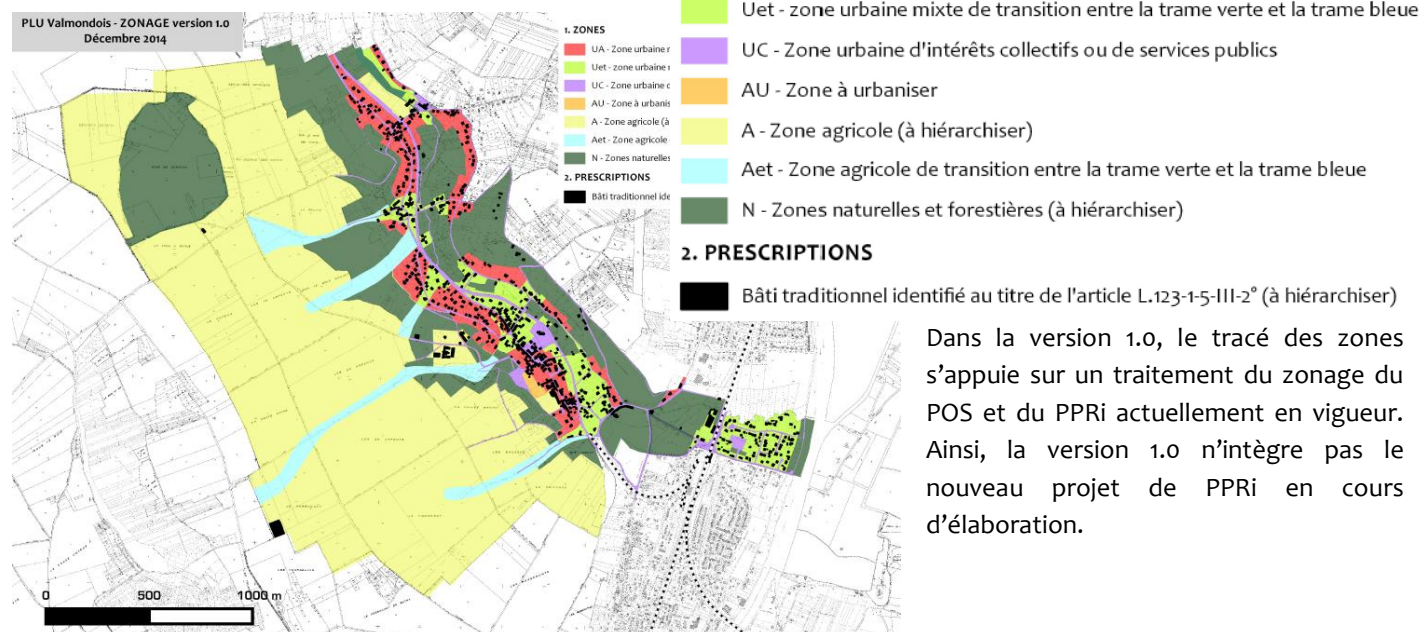 PLU Valmondois - ZONAGE version 1.0
Décembre 2014
1. ZONES
UA - Zone urbaine
Uet - zone urbaine
UC - Zone urbaine
AU - Zone à urbanis
A - Zone agricole (à
Aet - Zone agricole
N - Zones naturelles
2. PRESCRIPTIONS
Bâti traditionnel ide
Uet - zone urbaine mixte de transition entre la trame verte et la trame bleue
UC - Zone urbaine d'intérêts collectifs ou de services publics
AU - Zone à urbaniser
A - Zone agricole (à hiérarchiser)
Aet - Zone agricole de transition entre la trame verte et la trame bleue
N - Zones naturelles et forestières (à hiérarchiser)
2. PRESCRIPTIONS
Bâti traditionnel identifié au titre de l'article L.123-1-5-III-2° (à hiérarchiser)
Dans la version 1.0, le tracé des zones
s’appuie sur un traitement du zonage du
POS et du PPRi actuellement en vigueur.
Ainsi, la version 1.0 n’intègre pas le
nouveau projet de PPRi en cours
d’élaboration.
0 500 1000 m